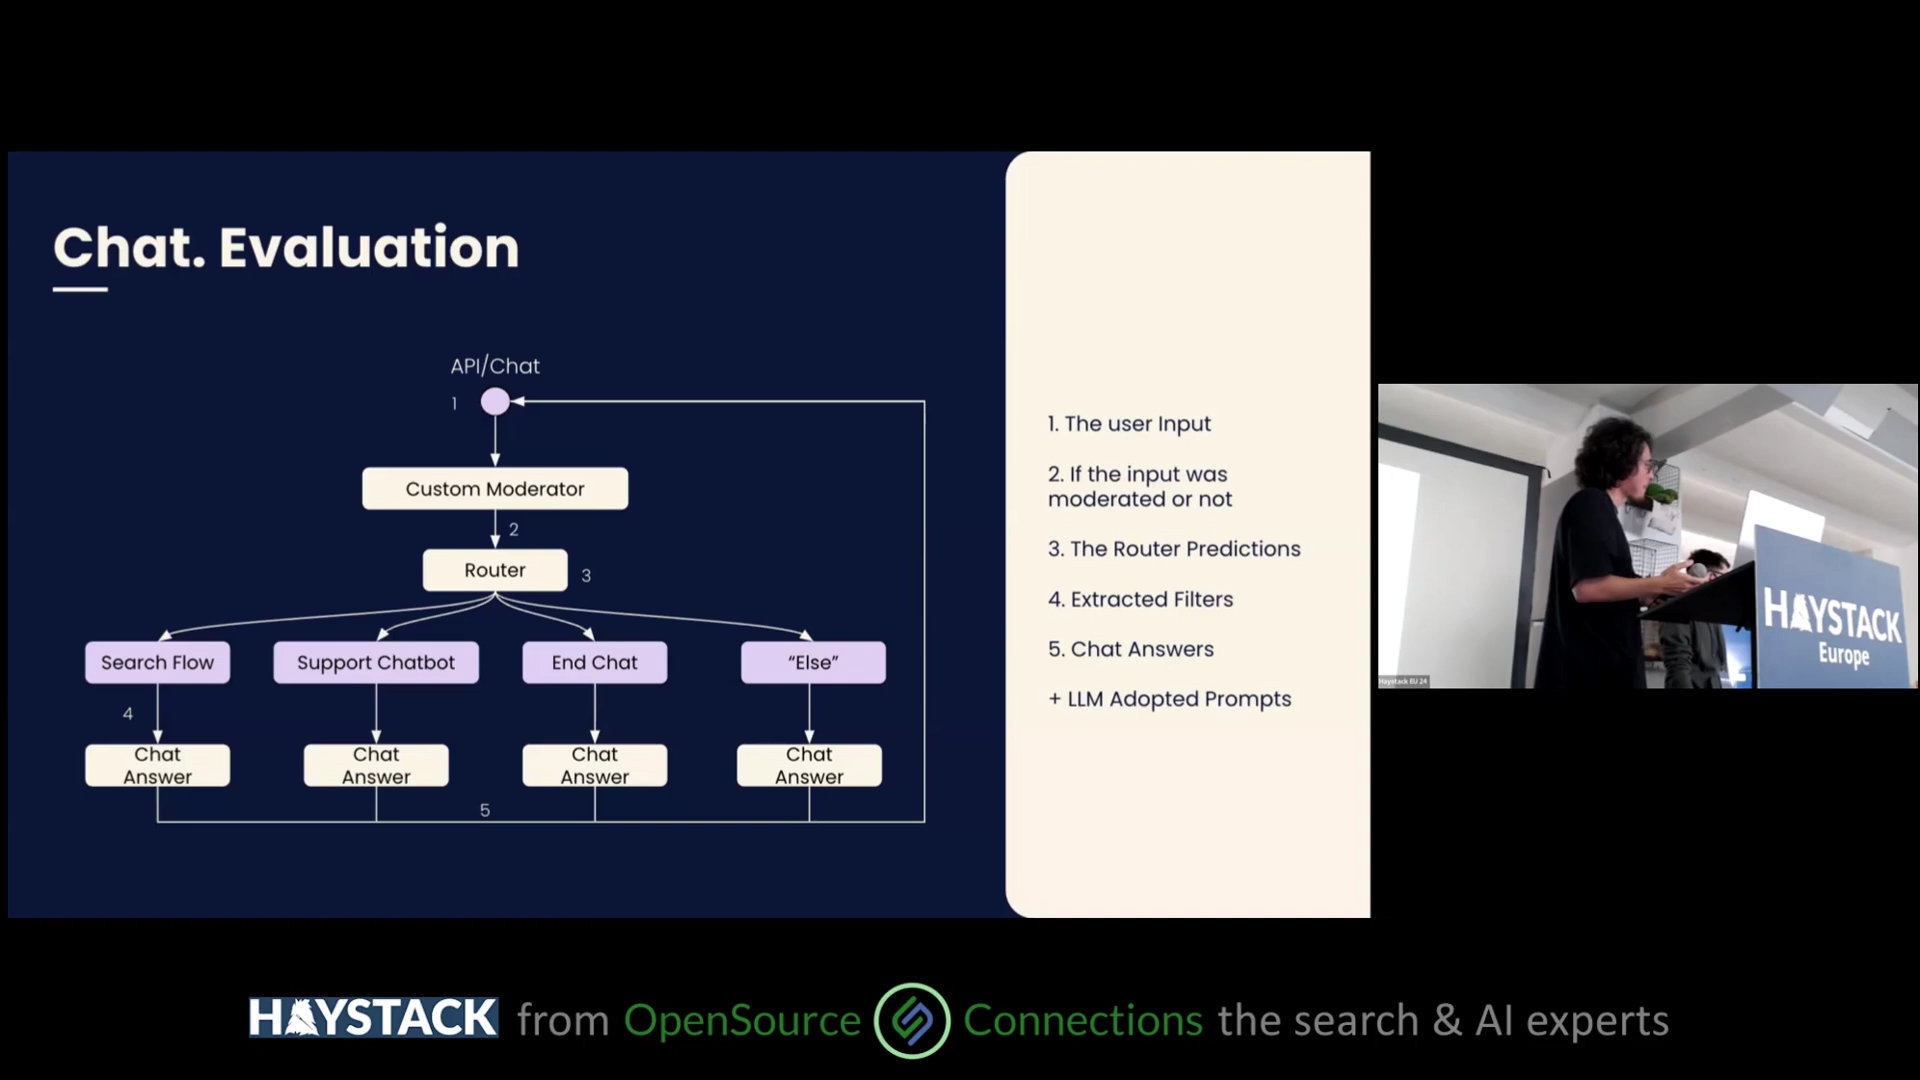 Chat. Evaluation
API/Chat
1
Custom Moderator
2
Router
3
Search Flow
Support Chatbot
End Chat
“Else”
4
Chat
Answer
Chat
Answer
Chat
Answer
Chat
Answer
5
1. The user Input
2. If the input was
moderated or not
3. The Router Predictions
4. Extracted Filters
5. Chat Answers
+ LLM Adopted Prompts
HAYSTACK
Europe
Haystack EU 24
HAYSTACK from OpenSource Connections the search & AI experts